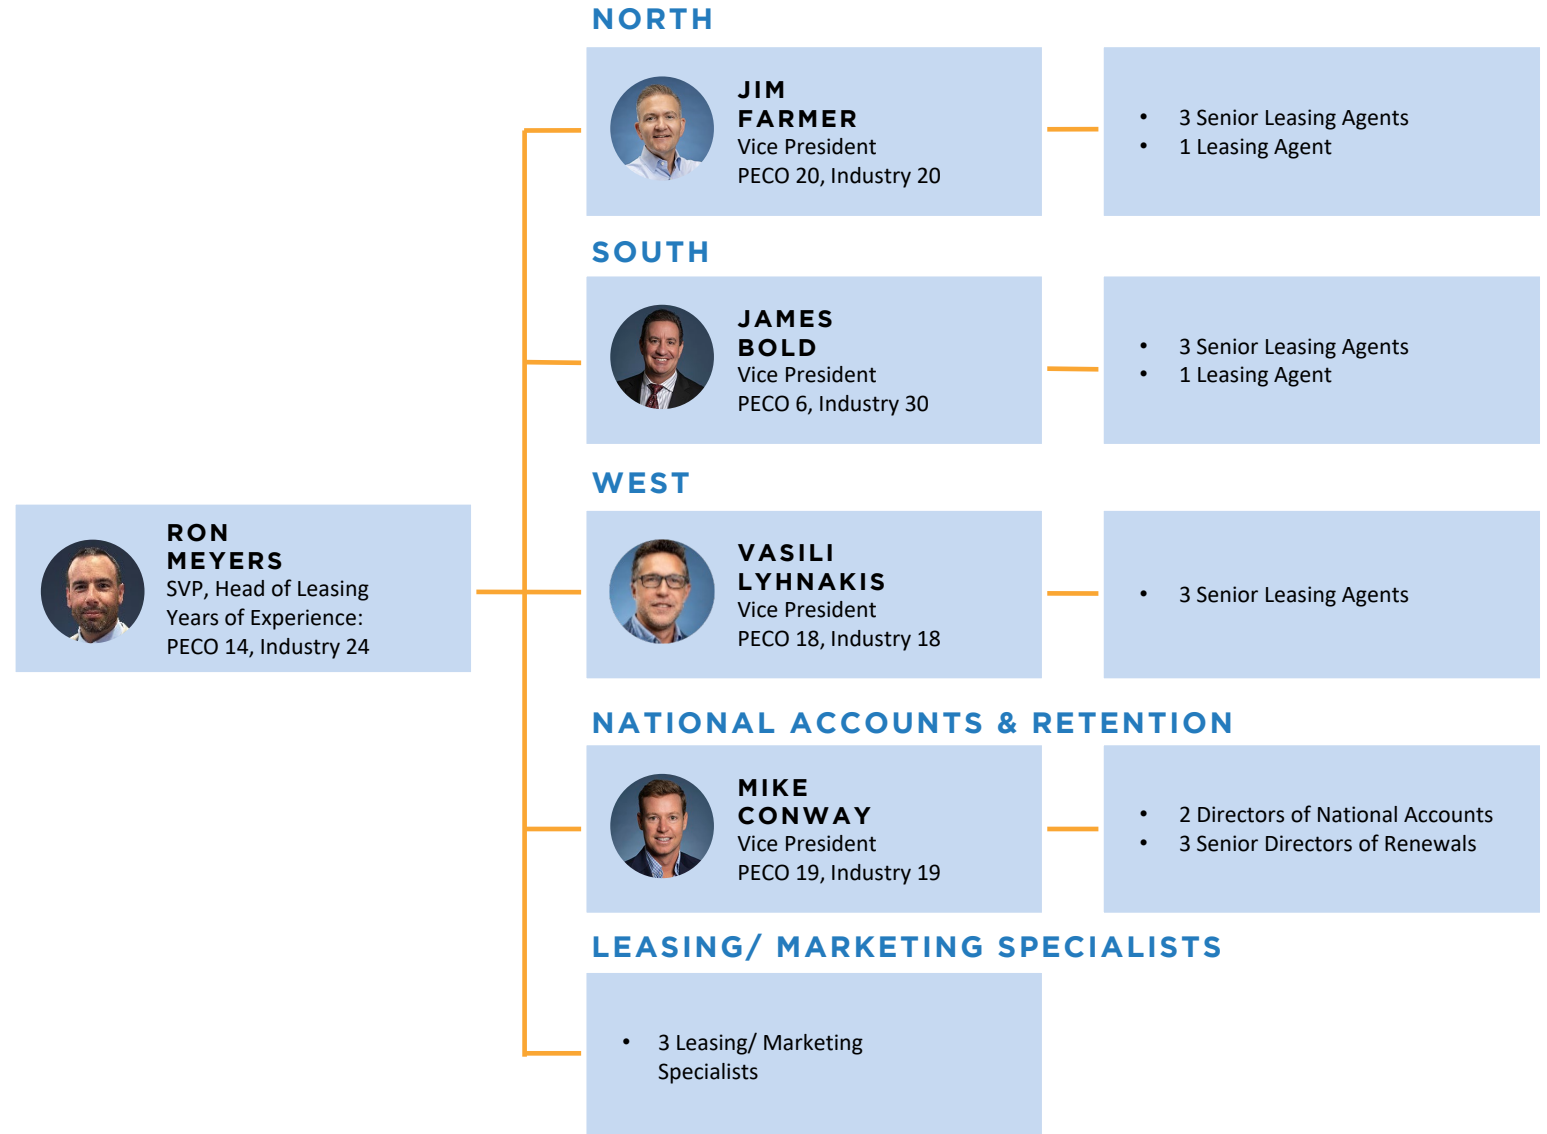 NORTH
JIM
FARMER
Vice President
PECO 20, Industry 20
• 3 Senior Leasing Agents
• 1 Leasing Agent
SOUTH
JAMES
BOLD
Vice President
PECO 6, Industry 30
• 3 Senior Leasing Agents
• 1 Leasing Agent
RON
MEYERS
SVP, Head of Leasing
Years of Experience:
PECO 14, Industry 24
WEST
VASILI
LYHNAKIS
Vice President
PECO 18, Industry 18
• 3 Senior Leasing Agents
NATIONAL ACCOUNTS & RETENTION
MIKE
CONWAY
Vice President
PECO 19, Industry 19
• 2 Directors of National Accounts
• 3 Senior Directors of Renewals
LEASING/ MARKETING SPECIALISTS
• 3 Leasing/ Marketing
Specialists